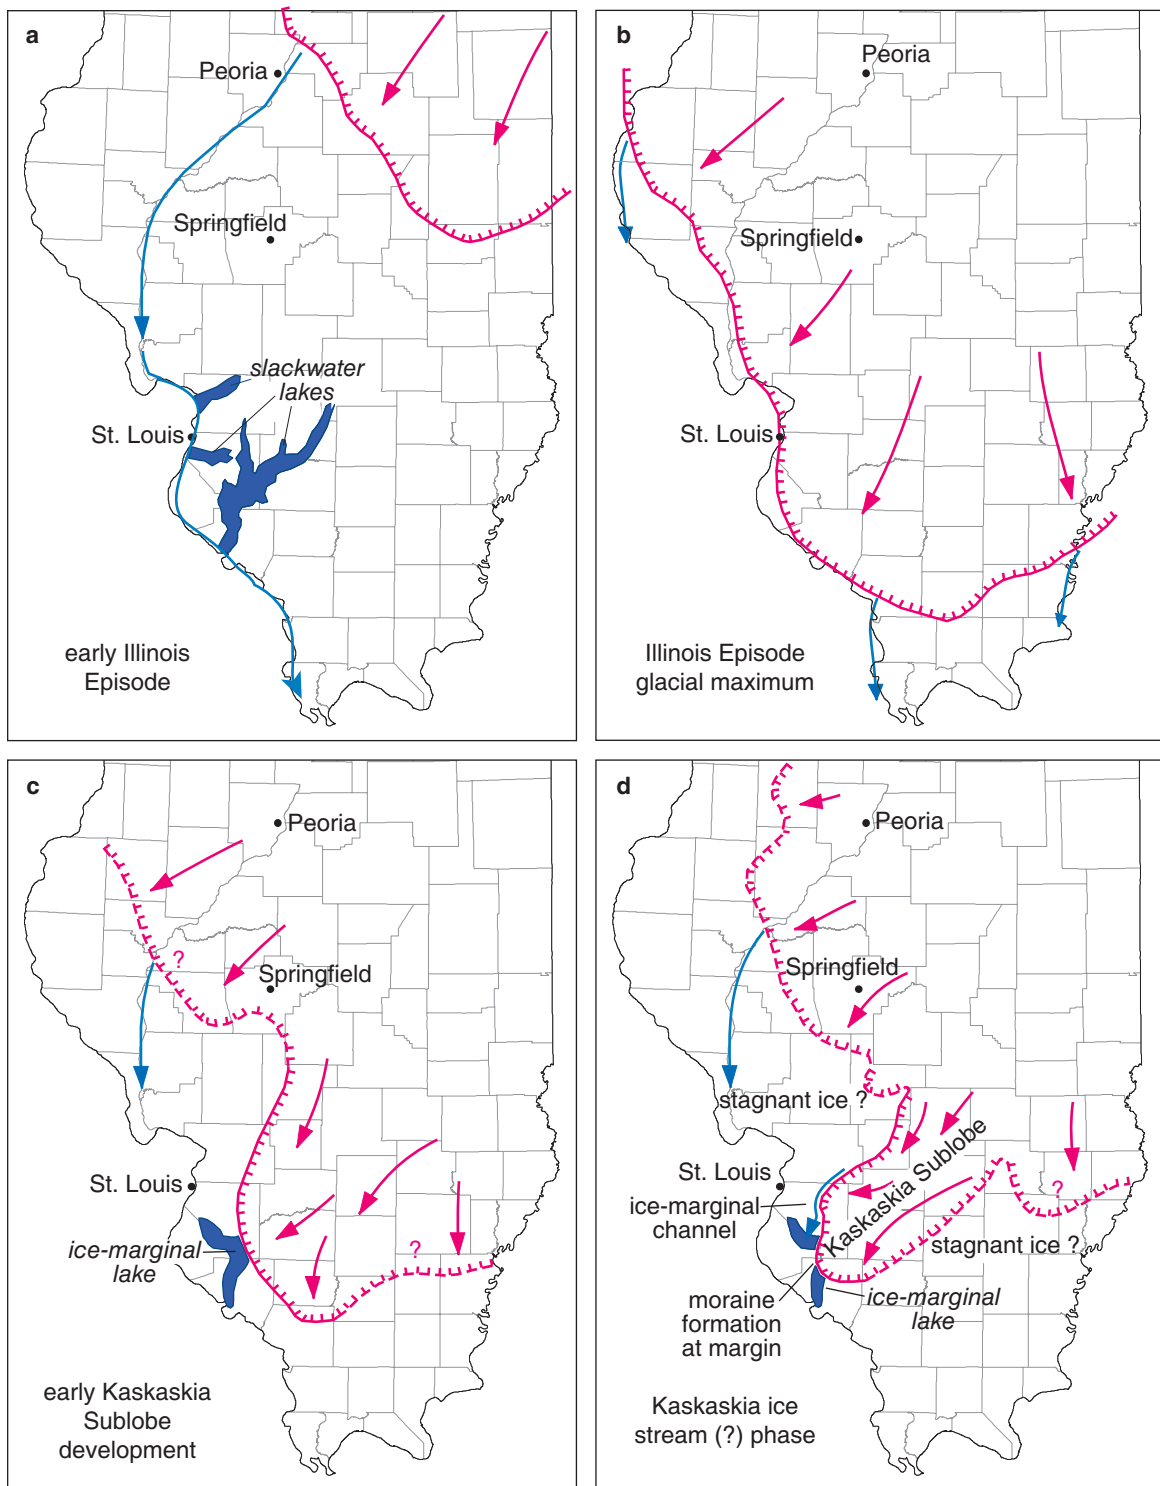 a
Peoria
Springfield
slackwater
lakes
St. Louis
early Illinois
Episode
b
Peoria
Springfield
St. Louis
Illinois Episode
glacial maximum
c
Peoria
?
Springfield
St. Louis
ice-marginal
lake
?
early Kaskaskia
Sublobe
development
d
Peoria
Springfield
stagnant ice ?
Kaskaskia Sublobe
St. Louis
ice-marginal
channel
?
stagnant ice ?
moraine
formation
at margin
ice-marginal
lake
Kaskaskia ice
stream (?) phase